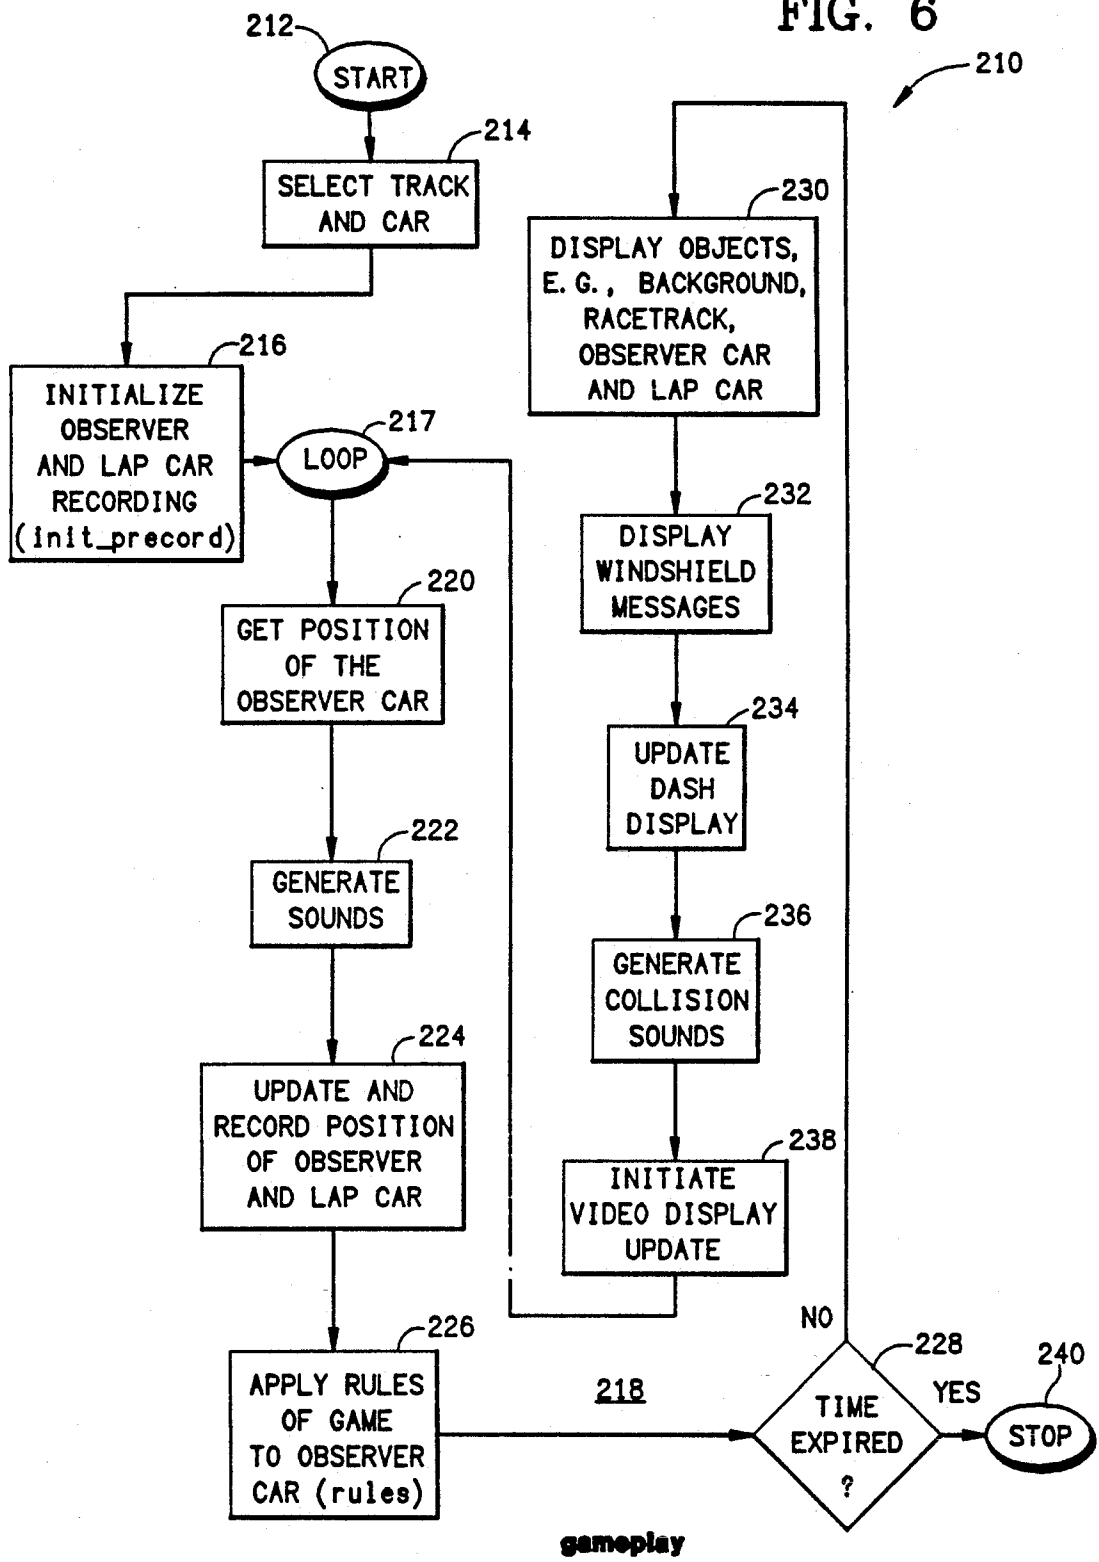 FIG. 6
210
212
START
214
SELECT TRACK
AND CAR
216
INITIALIZE
OBSERVER
AND LAP CAR
RECORDING
(init_precord)
217
LOOP
220
GET POSITION
OF THE
OBSERVER CAR
222
GENERATE
SOUNDS
224
UPDATE AND
RECORD POSITION
OF OBSERVER
AND LAP CAR
226
APPLY RULES
OF GAME
TO OBSERVER
CAR (rules)
218
228
TIME
EXPIRED
?
NO
YES
240
STOP
230
DISPLAY OBJECTS,
E.G., BACKGROUND,
RACETRACK,
OBSERVER CAR
AND LAP CAR
232
DISPLAY
WINDSHIELD
MESSAGES
234
UPDATE
DASH
DISPLAY
236
GENERATE
COLLISION
SOUNDS
238
INITIATE
VIDEO DISPLAY
UPDATE
gameplay